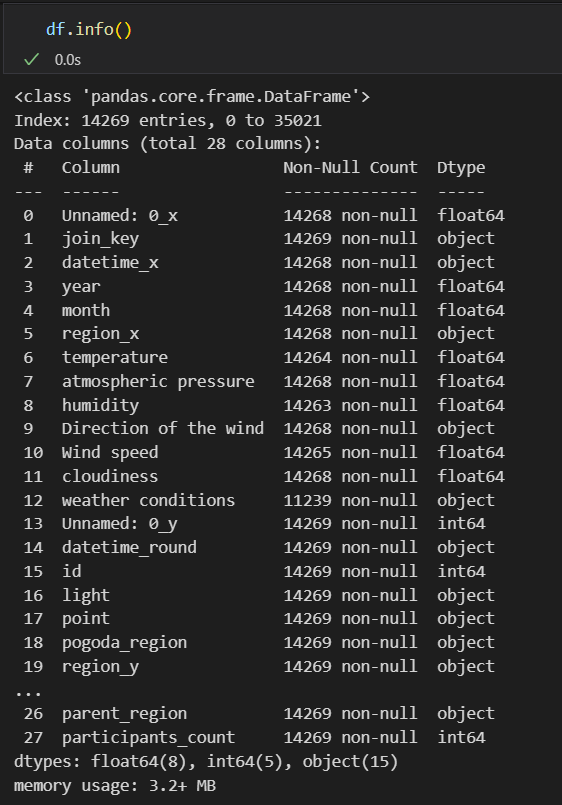 df.info()
0.0s
<class 'pandas.core.frame.DataFrame'>
Index: 14269 entries, 0 to 35021
Data columns (total 28 columns):
 #   Column                 Non-Null Count  Dtype
---  ------                 --------------  -----
 0   Unnamed: 0_x           14268 non-null  float64
 1   join_key               14269 non-null  object
 2   datetime_x             14268 non-null  object
 3   year                   14268 non-null  float64
 4   month                  14268 non-null  float64
 5   region_x               14268 non-null  object
 6   temperature            14264 non-null  float64
 7   atmospheric pressure   14268 non-null  float64
 8   humidity               14263 non-null  float64
 9   Direction of the wind  14268 non-null  object
 10  Wind speed             14265 non-null  float64
 11  cloudiness             14268 non-null  float64
 12  weather conditions     11239 non-null  object
 13  Unnamed: 0_y           14269 non-null  int64
 14  datetime_round         14269 non-null  object
 15  id                     14269 non-null  int64
 16  light                  14269 non-null  object
 17  point                  14269 non-null  object
 18  pogoda_region          14269 non-null  object
 19  region_y               14269 non-null  object
...
 26  parent_region          14269 non-null  object
 27  participants_count     14269 non-null  int64
dtypes: float64(8), int64(5), object(15)
memory usage: 3.2+ MB